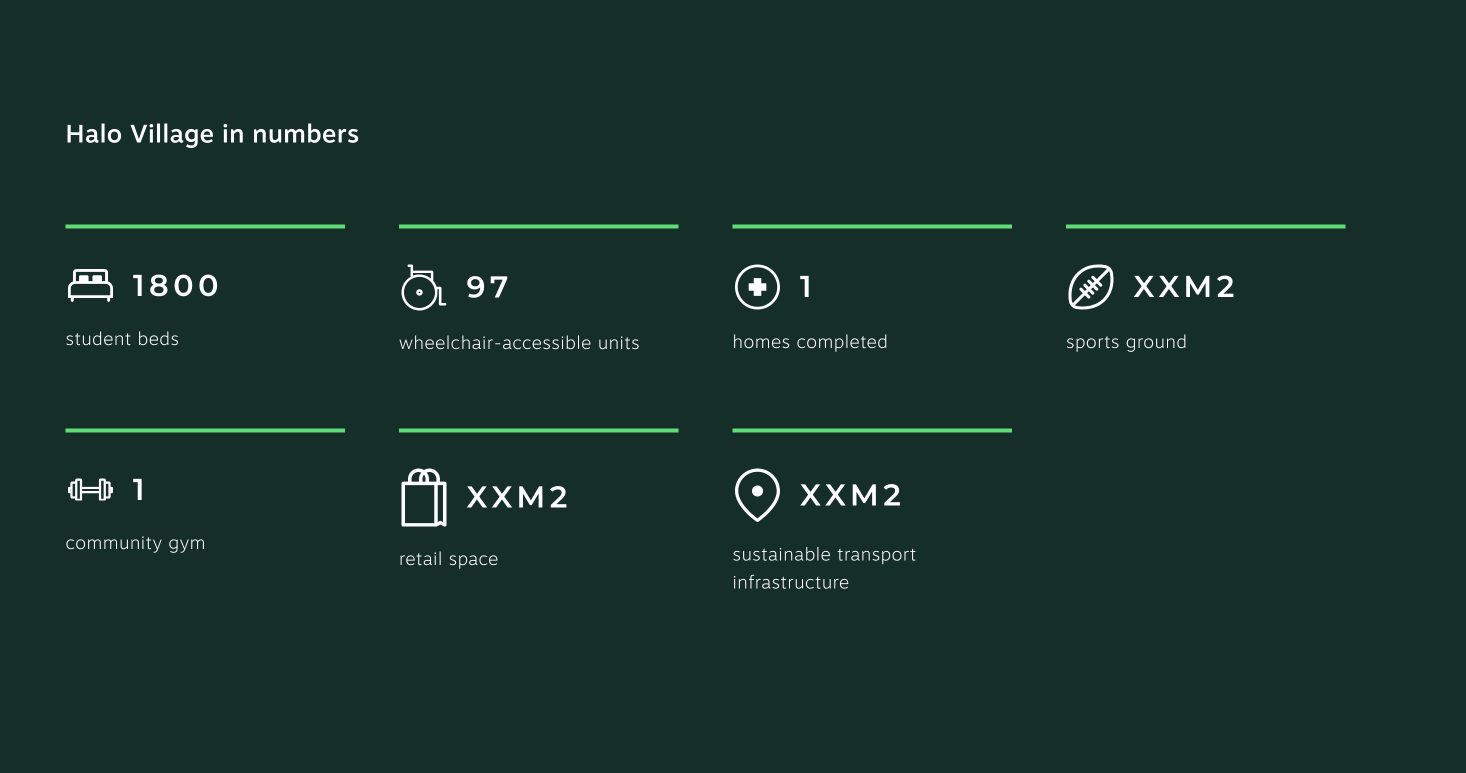 Halo Village in numbers
1800
student beds
97
wheelchair-accessible units
1
homes completed
XXM2
sports ground
1
community gym
XXM2
retail space
XXM2
sustainable transport
infrastructure